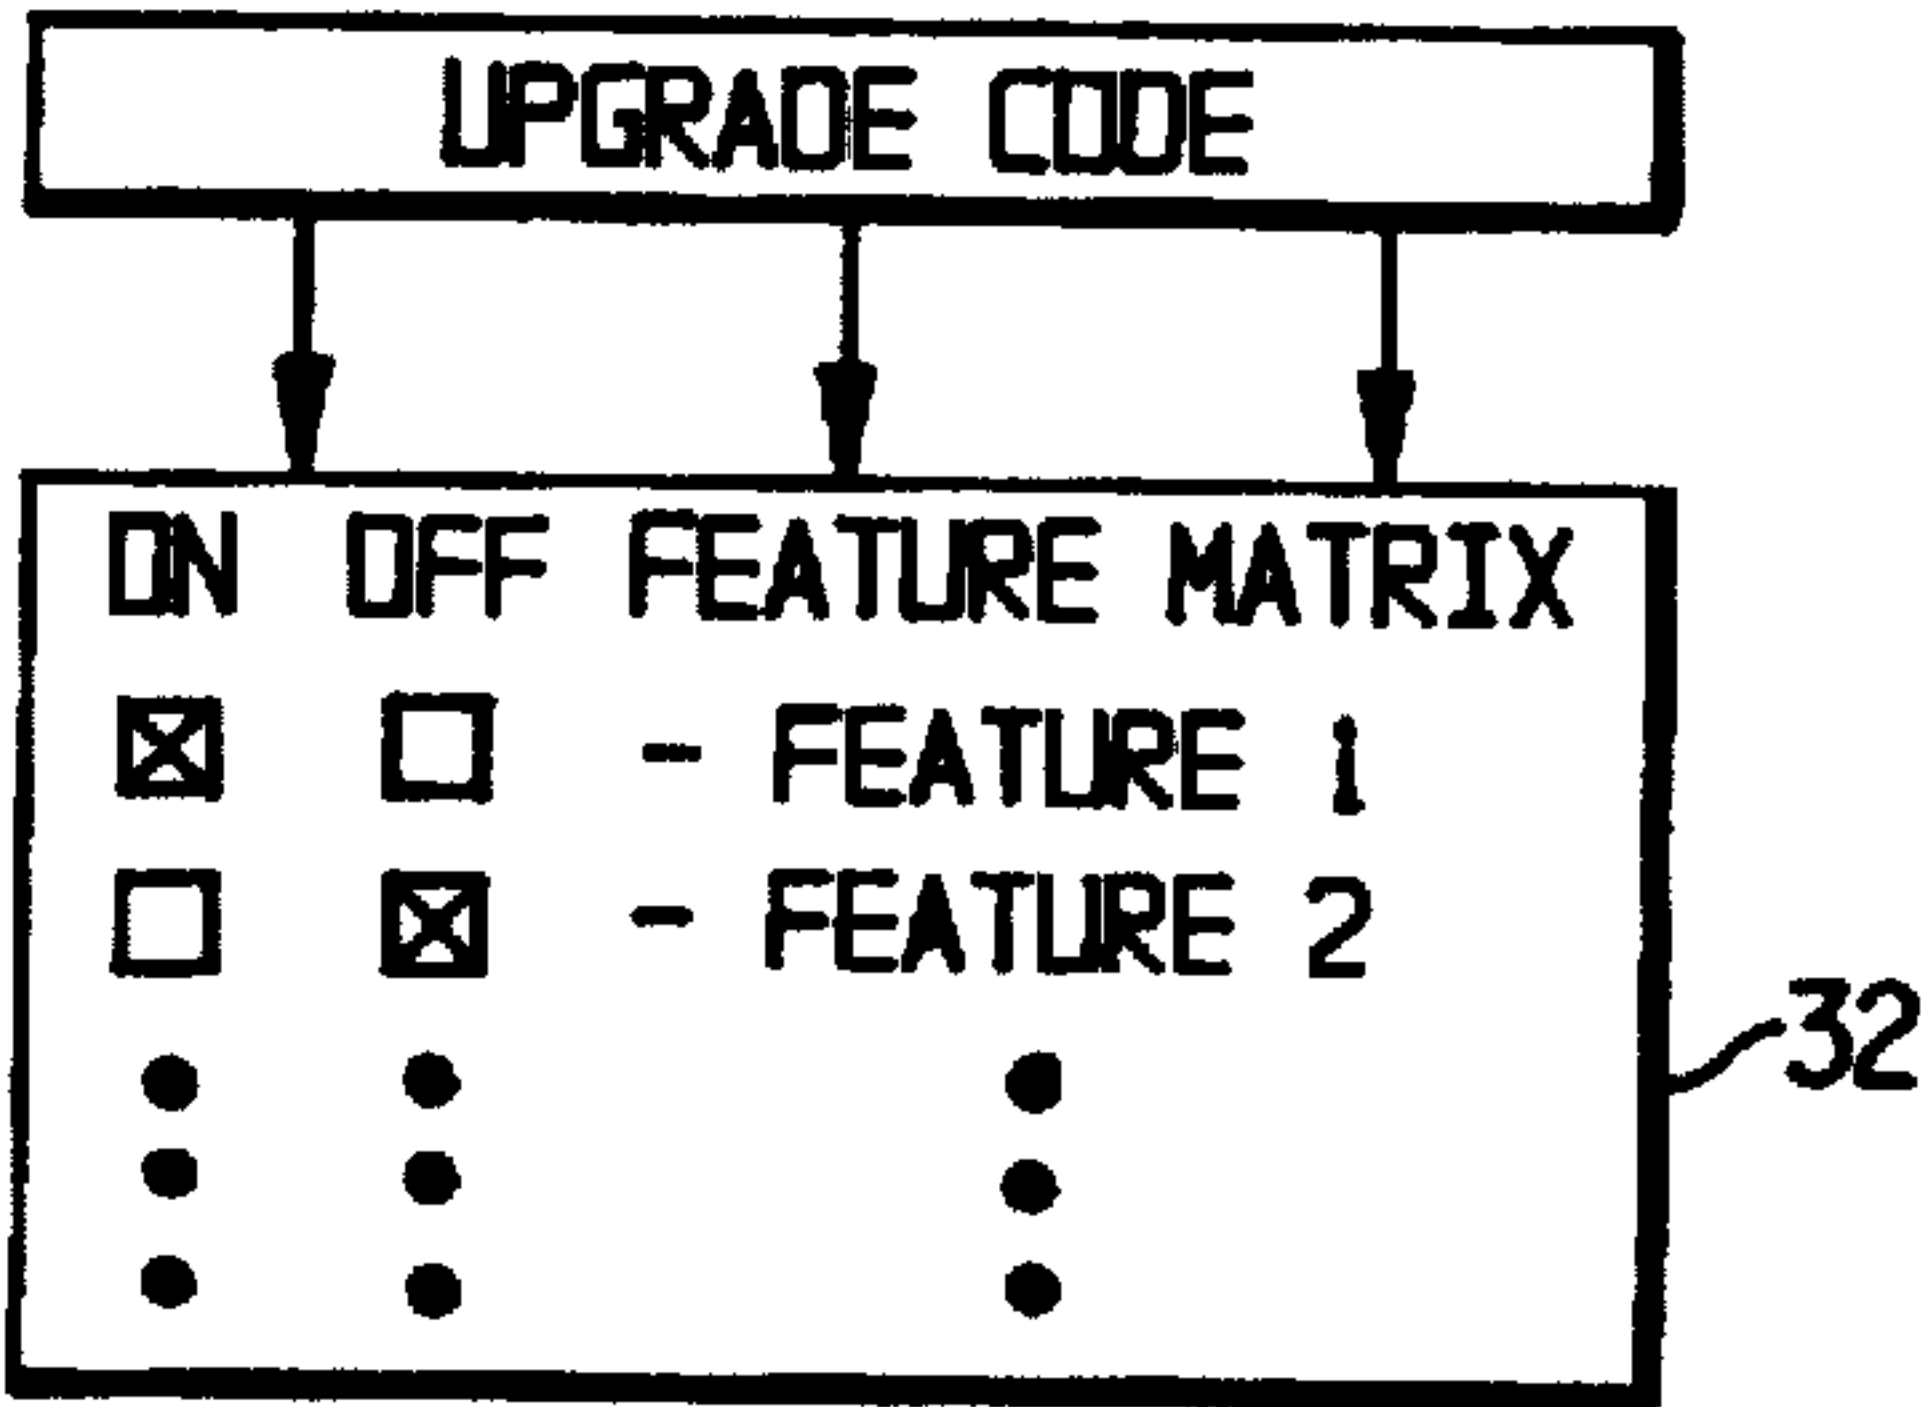 UPGRADE CODE
ON OFF FEATURE MATRIX
- FEATURE 1
- FEATURE 2
32